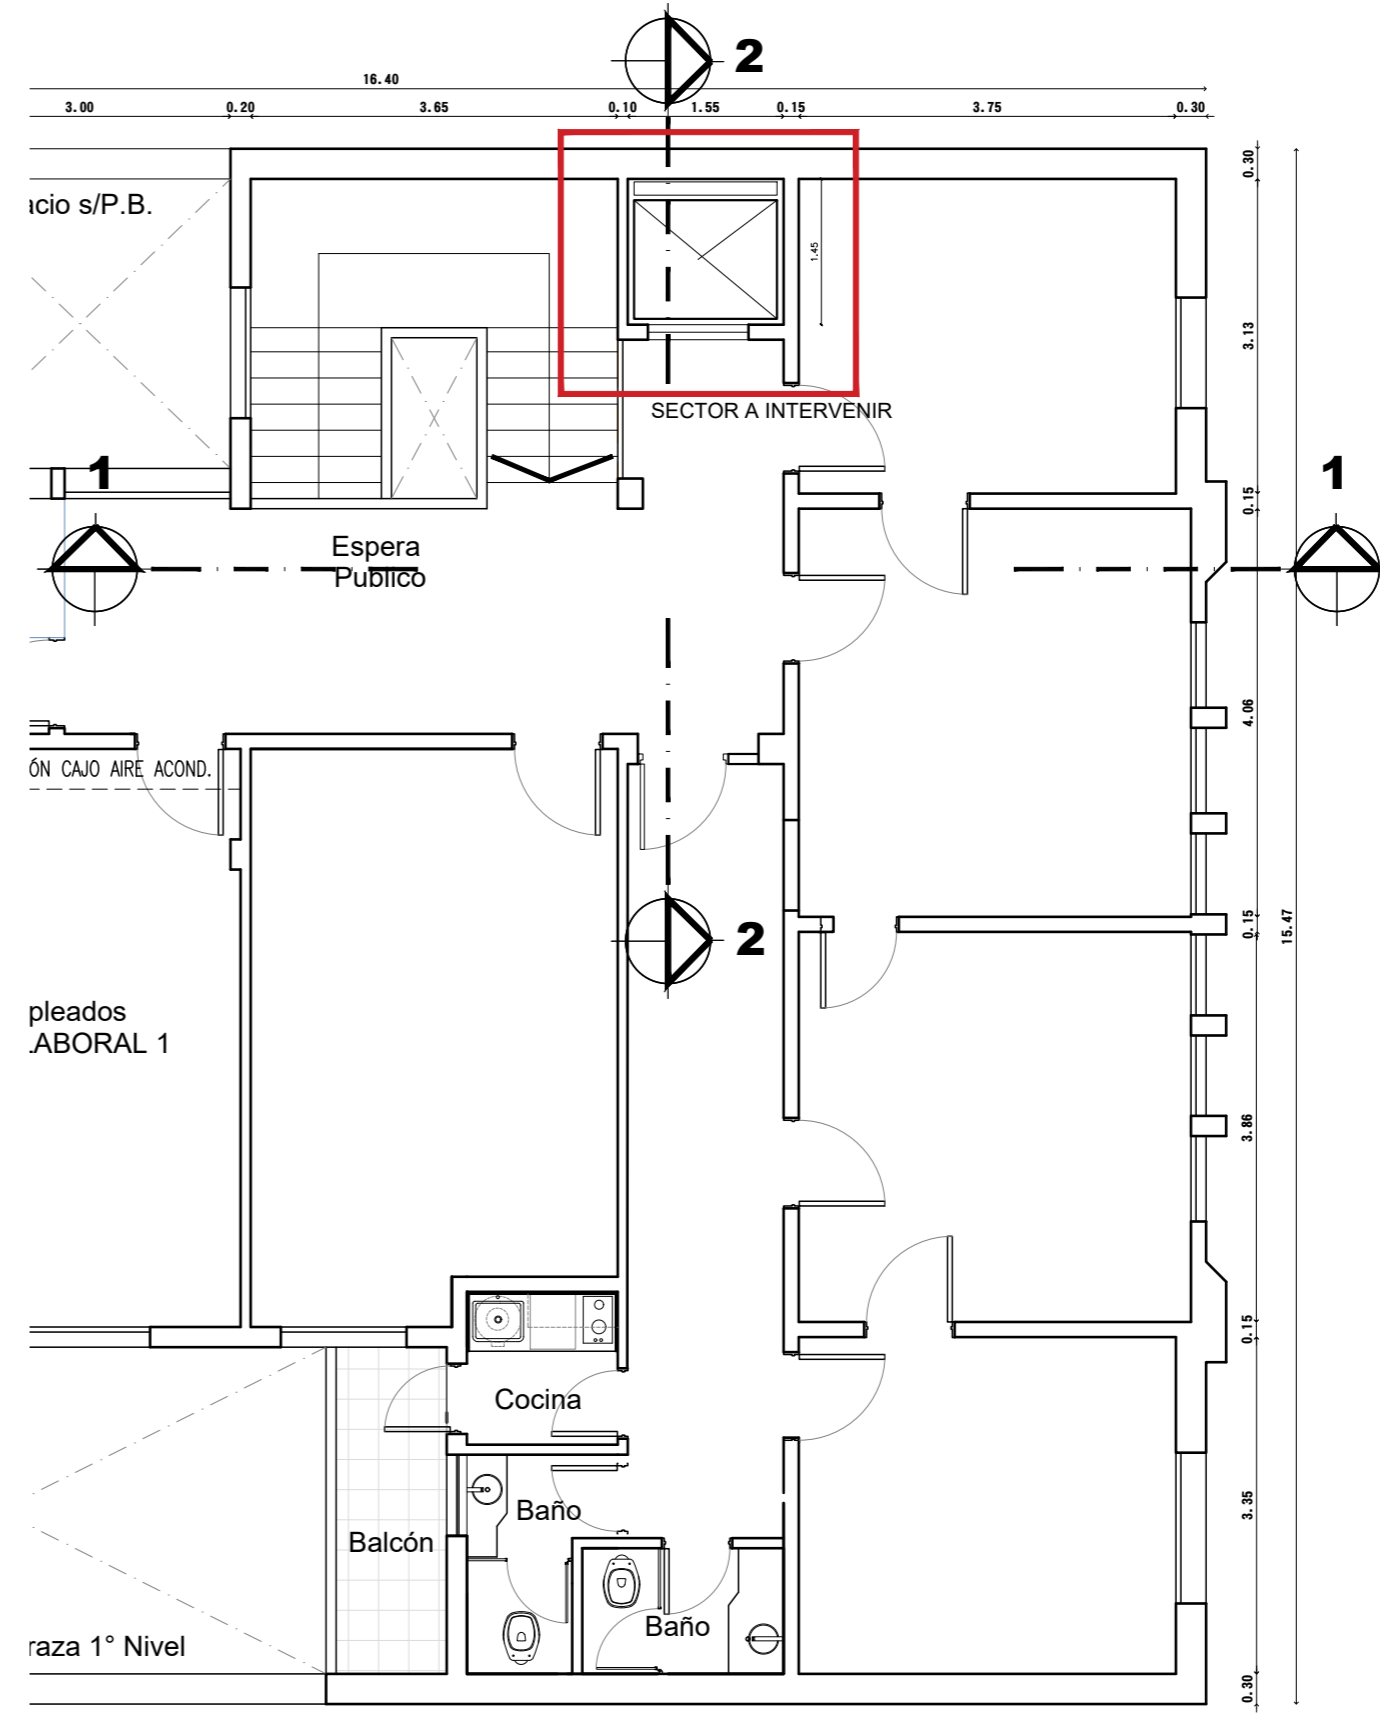 2
16.40
3.00 0.20 3.65 0.10 1.55 0.15 3.75 0.30
0.30
acio s/P.B.
1.45
3.13
SECTOR A INTERVENIR
1
1
0.15
Espera
Publico
4.06
ÓN CAJO AIRE ACOND.
2
0.15
15.47
pleados
LABORAL 1
3.86
0.15
Cocina
Baño
Balcón
3.35
Baño
raza 1° Nivel
0.30